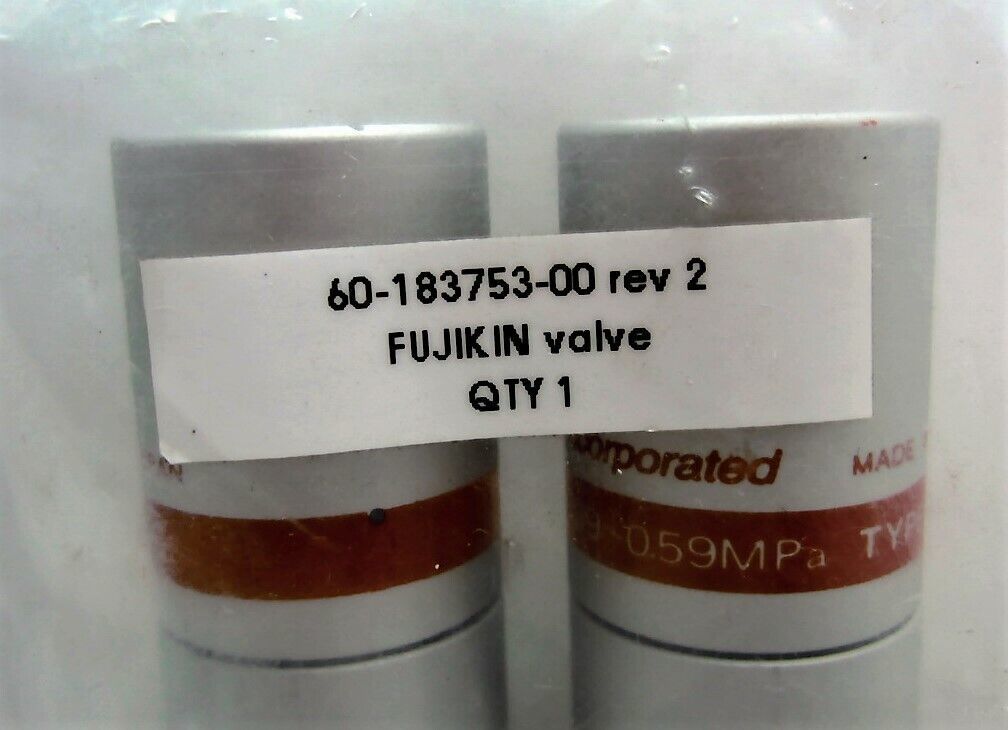 60-183753-00 rev 2
FUJIKIN valve
QTY 1
corporated
MADE
0.59MPa